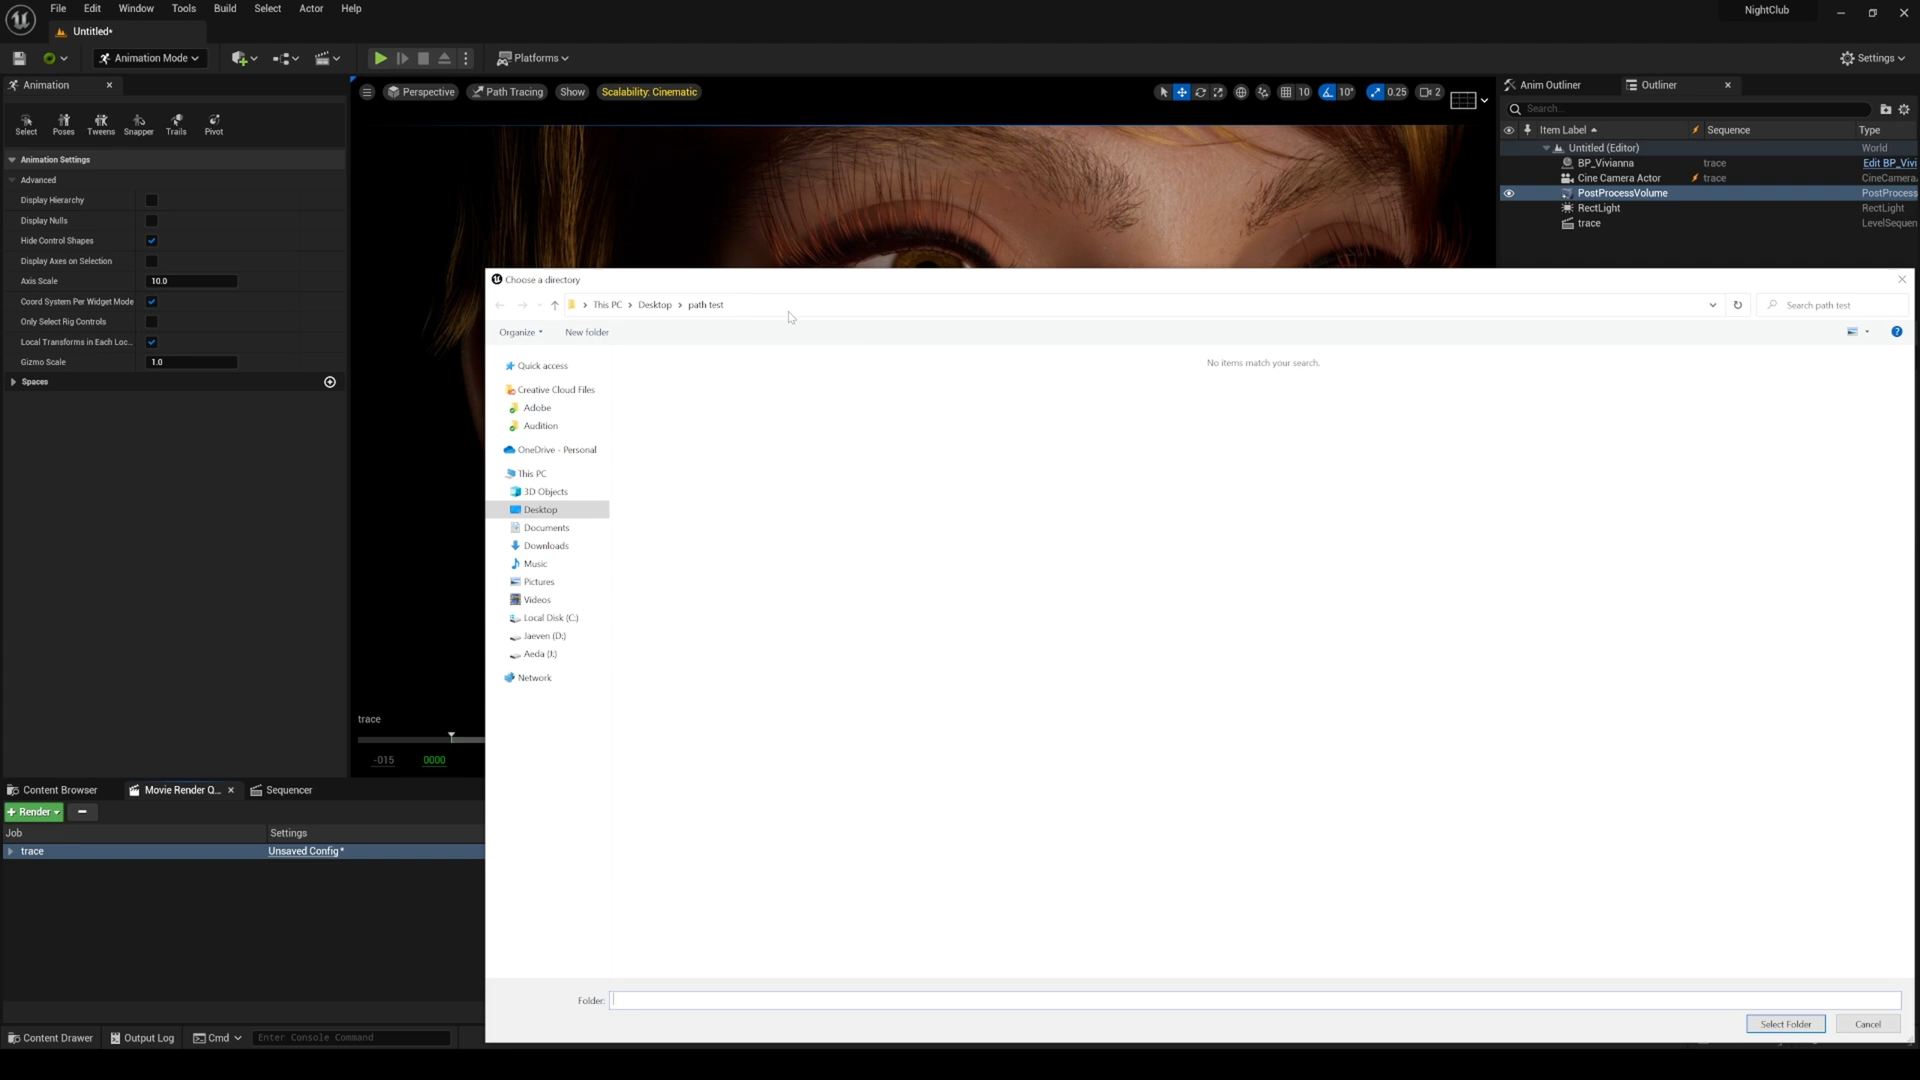 File Edit Window Tools Build Select Actor Help
NightClub
Untitled*
Animation Mode
Platforms
Settings
Animation
Perspective Path Tracing Show Scalability: Cinematic
10 10° 0.25 2
Anim Outliner Outliner
Search...
Item Label Sequence Type
Untitled (Editor) World
BP_Vivianna trace Edit BP_Vivi
Cine Camera Actor trace CineCamera
PostProcessVolume PostProcess
RectLight RectLight
trace LevelSequen
Select Poses Tweens Snapper Trails Pivot
Animation Settings
Advanced
Display Hierarchy
Display Nulls
Hide Control Shapes
Display Axes on Selection
Axis Scale 10.0
Coord System Per Widget Mode
Only Select Rig Controls
Local Transforms in Each Loc...
Gizmo Scale 1.0
Spaces
Choose a directory
This PC > Desktop > path test
Search path test
Organize New folder
No items match your search.
Quick access
Creative Cloud Files
Adobe
Audition
OneDrive - Personal
This PC
3D Objects
Desktop
Documents
Downloads
Music
Pictures
Videos
Local Disk (C:)
Jaeven (D:)
Aeda (J:)
Network
Folder:
Select Folder Cancel
trace
-015 0000
Content Browser Movie Render Q... Sequencer
+ Render
Job Settings
trace Unsaved Config*
Content Drawer Output Log Cmd Enter Console Command